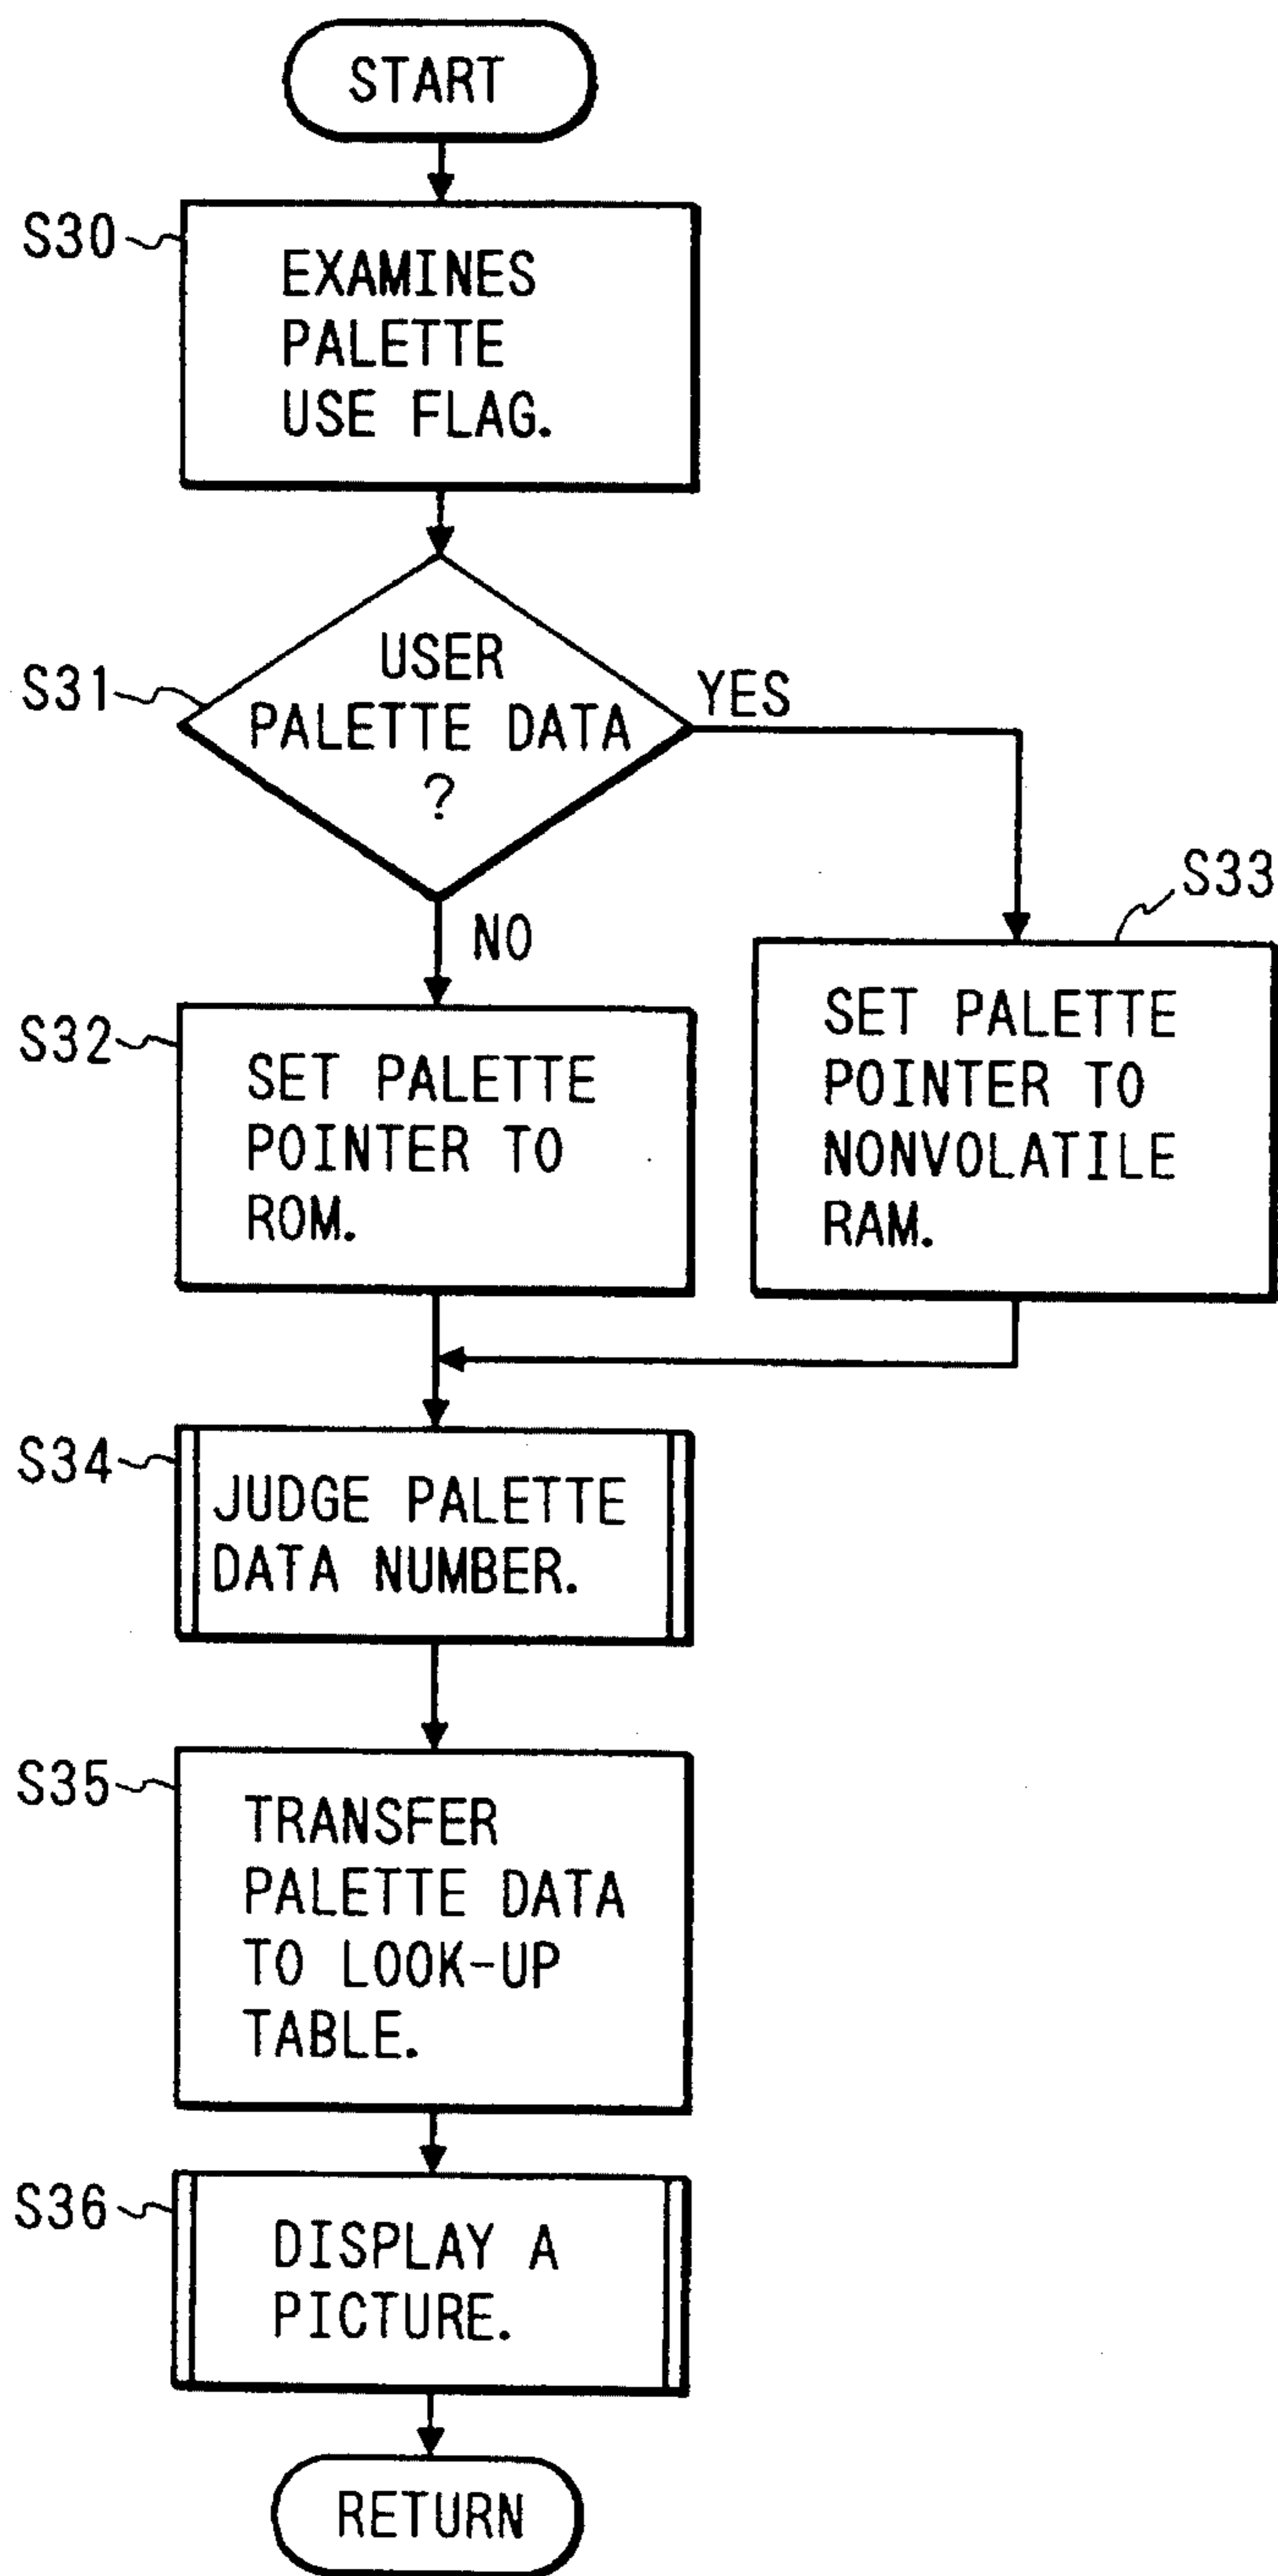 START
S30
EXAMINES
PALETTE
USE FLAG.
S31
USER
PALETTE DATA
?
YES
NO
S32
SET PALETTE
POINTER TO
ROM.
S33
SET PALETTE
POINTER TO
NONVOLATILE
RAM.
S34
JUDGE PALETTE
DATA NUMBER.
S35
TRANSFER
PALETTE DATA
TO LOOK-UP
TABLE.
S36
DISPLAY A
PICTURE.
RETURN